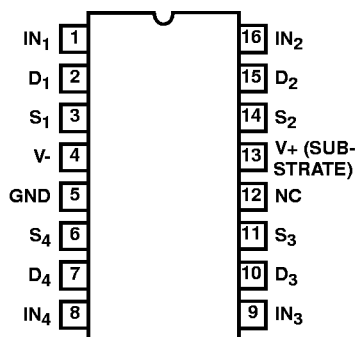 IN₁ 1 16 IN₂
D₁ 2 15 D₂
S₁ 3 14 S₂
V- 4 13 V+ (SUB-
STRATE)
GND 5 12 NC
S₄ 6 11 S₃
D₄ 7 10 D₃
IN₄ 8 9 IN₃